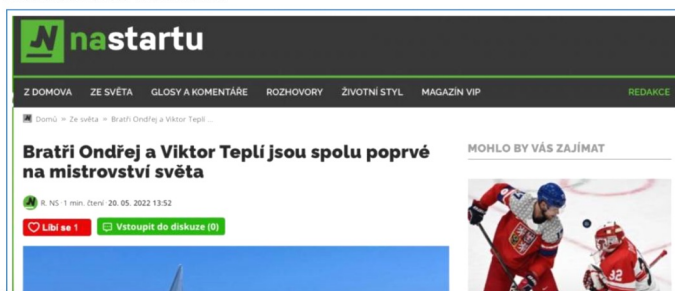 nastartu
Z DOMOVA ZE SVĚTA GLOSY A KOMENTÁŘE ROZHOVORY ŽIVOTNÍ STYL MAGAZÍN VIP REDAKCE
Domů » Ze světa » Bratři Ondřej a Viktor Teplí ...
Bratři Ondřej a Viktor Teplí jsou spolu poprvé
na mistrovství světa
R. NS · 1 min. čtení · 20. 05. 2022 13:52
Líbí se 1 Vstoupit do diskuze (0)
MOHLO BY VÁS ZAJÍMAT
32